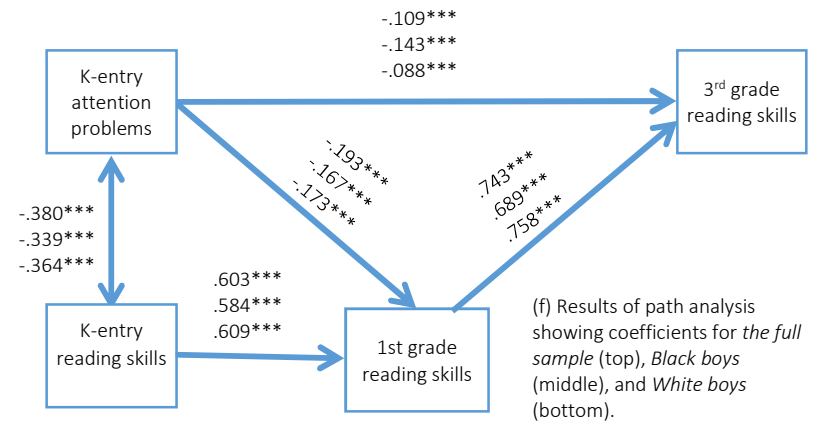 -.109***
-.143***
-.088***
K-entry
attention
problems
3rd grade
reading skills
-.193***
-.167***
-.173***
.743***
.689***
.758***
-.380***
-.339***
-.364***
.603***
.584***
.609***
K-entry
reading skills
1st grade
reading skills
(f) Results of path analysis
showing coefficients for the full
sample (top), Black boys
(middle), and White boys
(bottom).